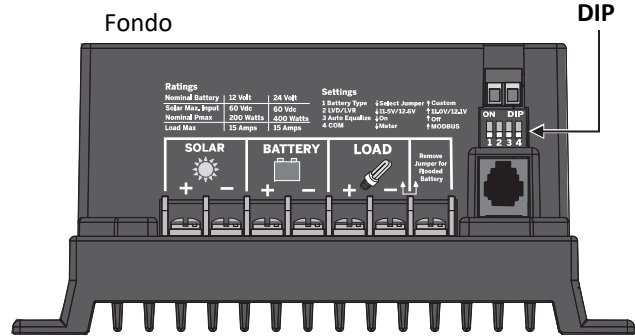 Fondo
DIP
Ratings
Nominal Battery 12 Volt 24 Volt
Solar Max. Input 60 Vdc 60 Vdc
Nominal Pmax 200 Watts 400 Watts
Load Max 15 Amps 15 Amps
Settings
1 Battery Type ↓Select Jumper ↑Custom
2 LVD/LVR ↓11.5V/12.6V ↑11.0V/12.1V
3 Auto Equalize ↓On ↑Off
4 COM ↓Meter ↑MODBUS
ON DIP
1 2 3 4
SOLAR BATTERY LOAD
Remove
Jumper for
Flooded
Battery
+ − + − + −